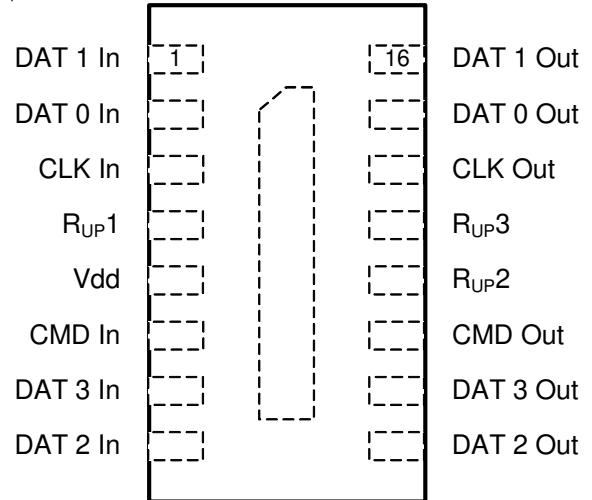 DAT 1 In 1 16 DAT 1 Out
DAT 0 In DAT 0 Out
CLK In CLK Out
RUP1 RUP3
Vdd RUP2
CMD In CMD Out
DAT 3 In DAT 3 Out
DAT 2 In DAT 2 Out